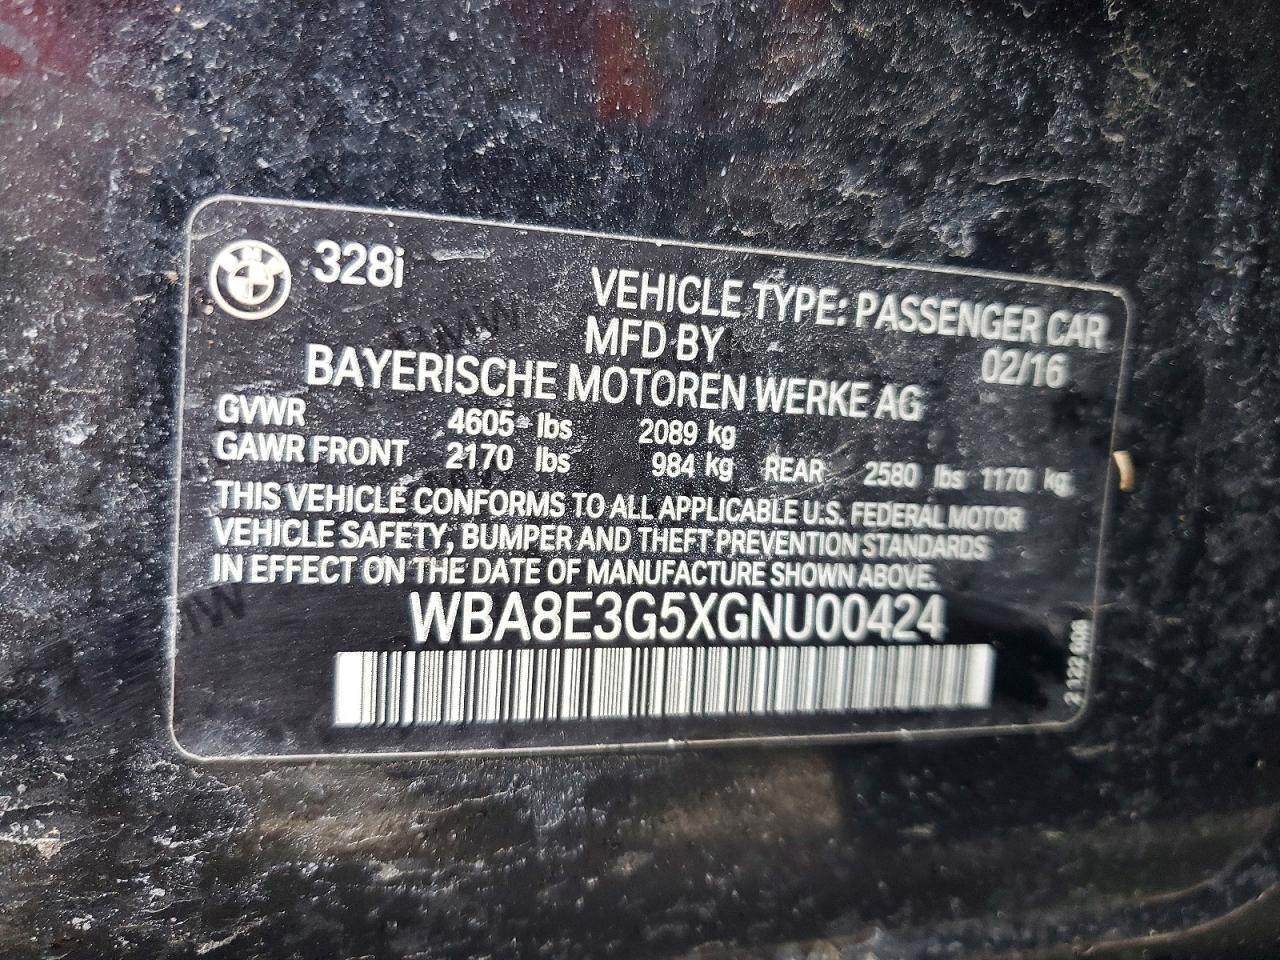 BMW 328i
VEHICLE TYPE: PASSENGER CAR
MFD BY 02/16
BAYERISCHE MOTOREN WERKE AG
GVWR 4605 lbs 2089 kg
GAWR FRONT 2170 lbs 984 kg REAR 2580 lbs 1170 kg
THIS VEHICLE CONFORMS TO ALL APPLICABLE U.S. FEDERAL MOTOR
VEHICLE SAFETY, BUMPER AND THEFT PREVENTION STANDARDS
IN EFFECT ON THE DATE OF MANUFACTURE SHOWN ABOVE.
WBA8E3G5XGNU00424